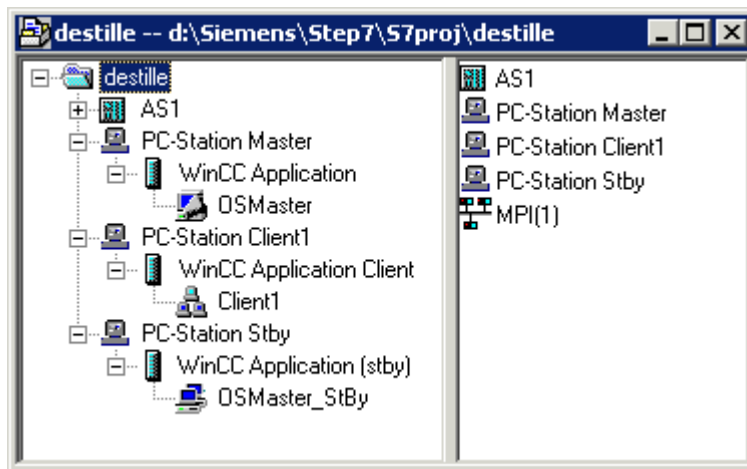 destille -- d:\Siemens\Step7\S7proj\destille
destille
AS1
PC-Station Master
WinCC Application
OSMaster
PC-Station Client1
WinCC Application Client
Client1
PC-Station Stby
WinCC Application (stby)
OSMaster_StBy
AS1
PC-Station Master
PC-Station Client1
PC-Station Stby
MPI(1)